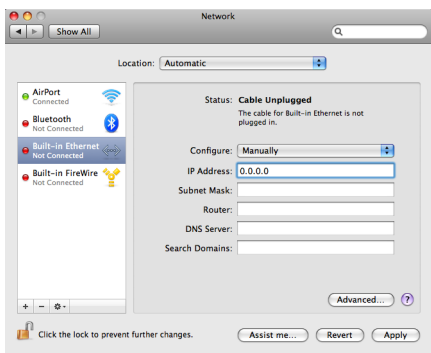 Network
Show All
Location: Automatic
AirPort
Connected
Bluetooth
Not Connected
Built-in Ethernet
Not Connected
Built-in FireWire
Not Connected
Status: Cable Unplugged
The cable for Built-in Ethernet is not
plugged in.
Configure: Manually
IP Address: 0.0.0.0
Subnet Mask:
Router:
DNS Server:
Search Domains:
Advanced... ?
+ −
Click the lock to prevent further changes.
Assist me... Revert Apply